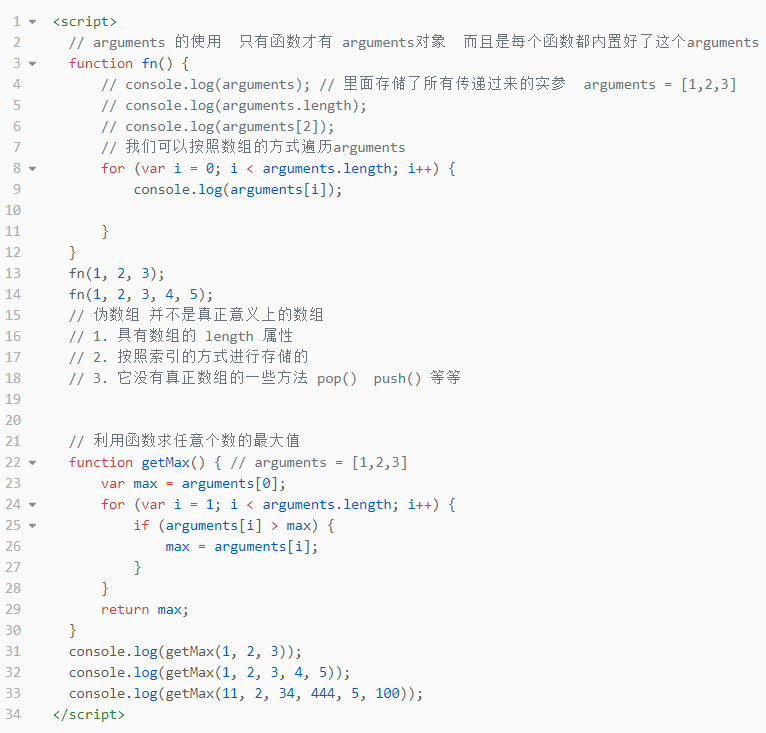 1 <script>
2 // arguments 的使用  只有函数才有 arguments对象  而且是每个函数都内置好了这个arguments
3 function fn() {
4 // console.log(arguments); // 里面存储了所有传递过来的实参  arguments = [1,2,3]
5 // console.log(arguments.length);
6 // console.log(arguments[2]);
7 // 我们可以按照数组的方式遍历arguments
8 for (var i = 0; i < arguments.length; i++) {
9 console.log(arguments[i]);
10
11 }
12 }
13 fn(1, 2, 3);
14 fn(1, 2, 3, 4, 5);
15 // 伪数组 并不是真正意义上的数组
16 // 1. 具有数组的 length 属性
17 // 2. 按照索引的方式进行存储的
18 // 3. 它没有真正数组的一些方法 pop()  push() 等等
19
20
21 // 利用函数求任意个数的最大值
22 function getMax() { // arguments = [1,2,3]
23 var max = arguments[0];
24 for (var i = 1; i < arguments.length; i++) {
25 if (arguments[i] > max) {
26 max = arguments[i];
27 }
28 }
29 return max;
30 }
31 console.log(getMax(1, 2, 3));
32 console.log(getMax(1, 2, 3, 4, 5));
33 console.log(getMax(11, 2, 34, 444, 5, 100));
34 </script>